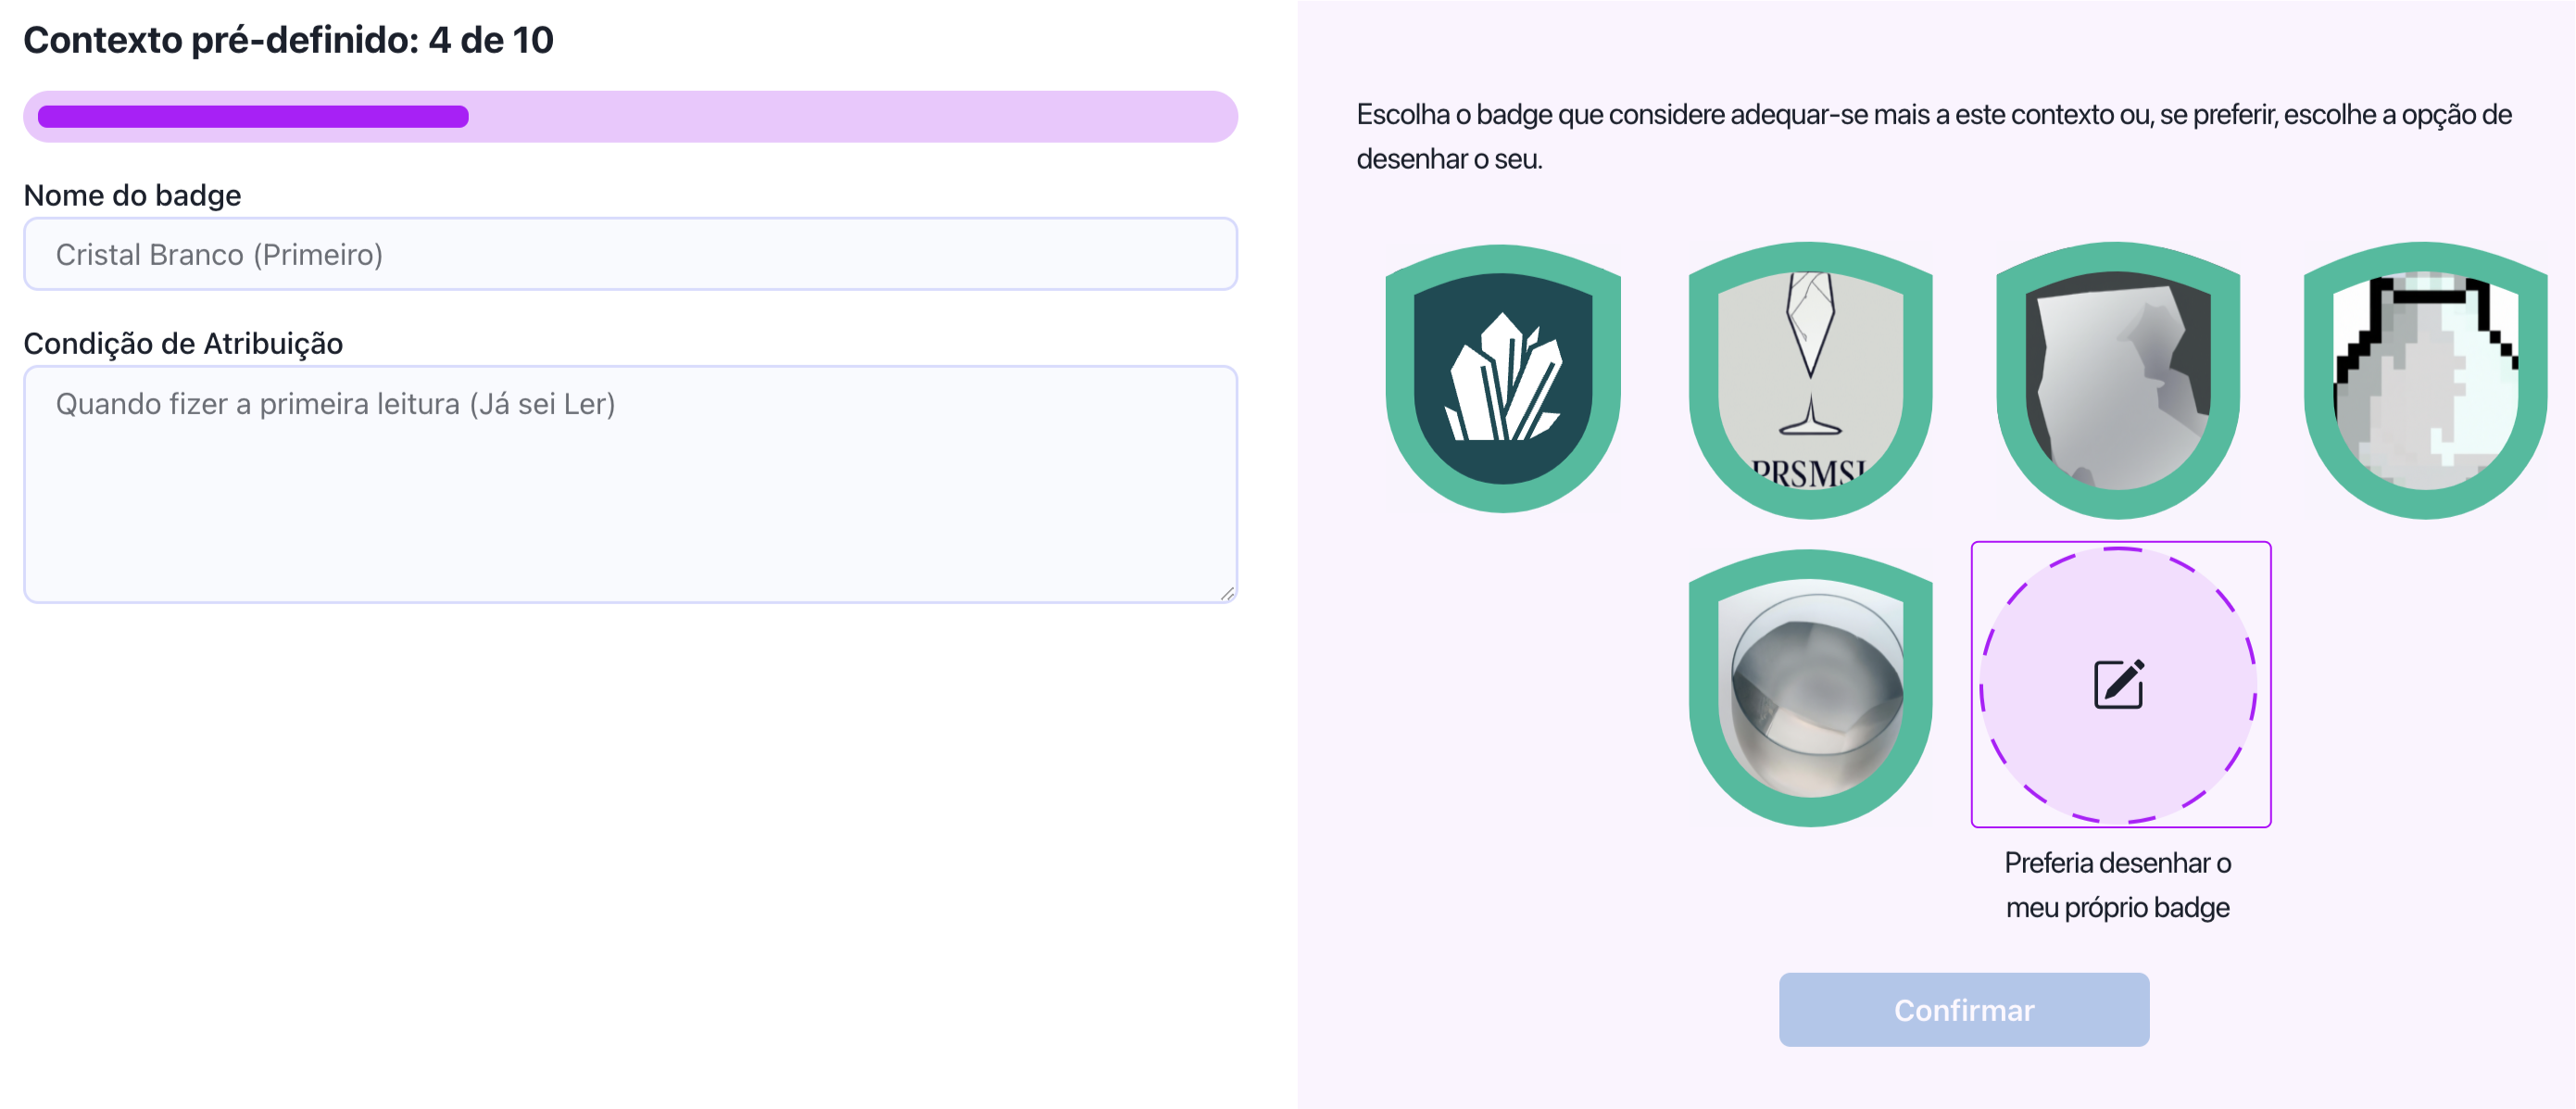 Contexto pré-definido: 4 de 10
Nome do badge
Cristal Branco (Primeiro)
Condição de Atribuição
Quando fizer a primeira leitura (Já sei Ler)
Escolha o badge que considere adequar-se mais a este contexto ou, se preferir, escolhe a opção de
desenhar o seu.
PRSMSL
Preferia desenhar o
meu próprio badge
Confirmar